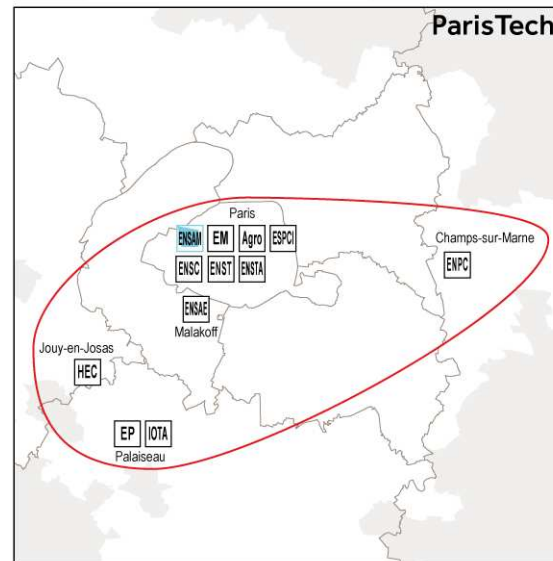 ParisTech
Paris
ENSAM EM Agro ESPCI
Champs-sur-Marne
ENSC ENST ENSTA
ENPC
ENSAE
Malakoff
Jouy-en-Josas
HEC
EP IOTA
Palaiseau